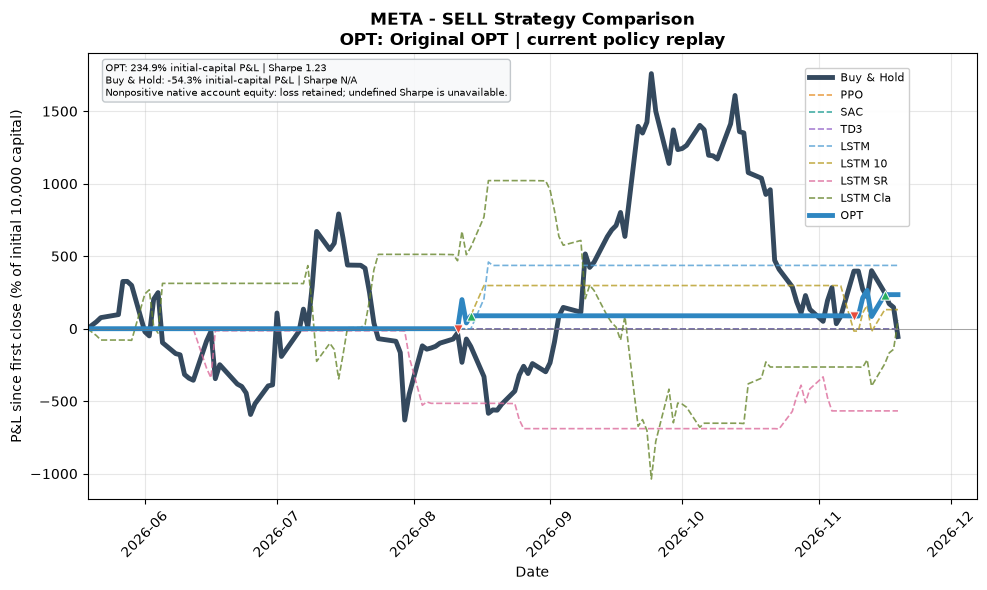 META - SELL Strategy Comparison
OPT: Original OPT | current policy replay
OPT: 234.9% initial-capital P&L | Sharpe 1.23
Buy & Hold: -54.3% initial-capital P&L | Sharpe N/A
Nonpositive native account equity: loss retained; undefined Sharpe is unavailable.
Buy & Hold
PPO
SAC
TD3
LSTM
LSTM 10
LSTM SR
LSTM Cla
OPT
P&L since first close (% of initial 10,000 capital)
1500
1000
500
0
−500
−1000
2026-06
2026-07
2026-08
2026-09
2026-10
2026-11
2026-12
Date